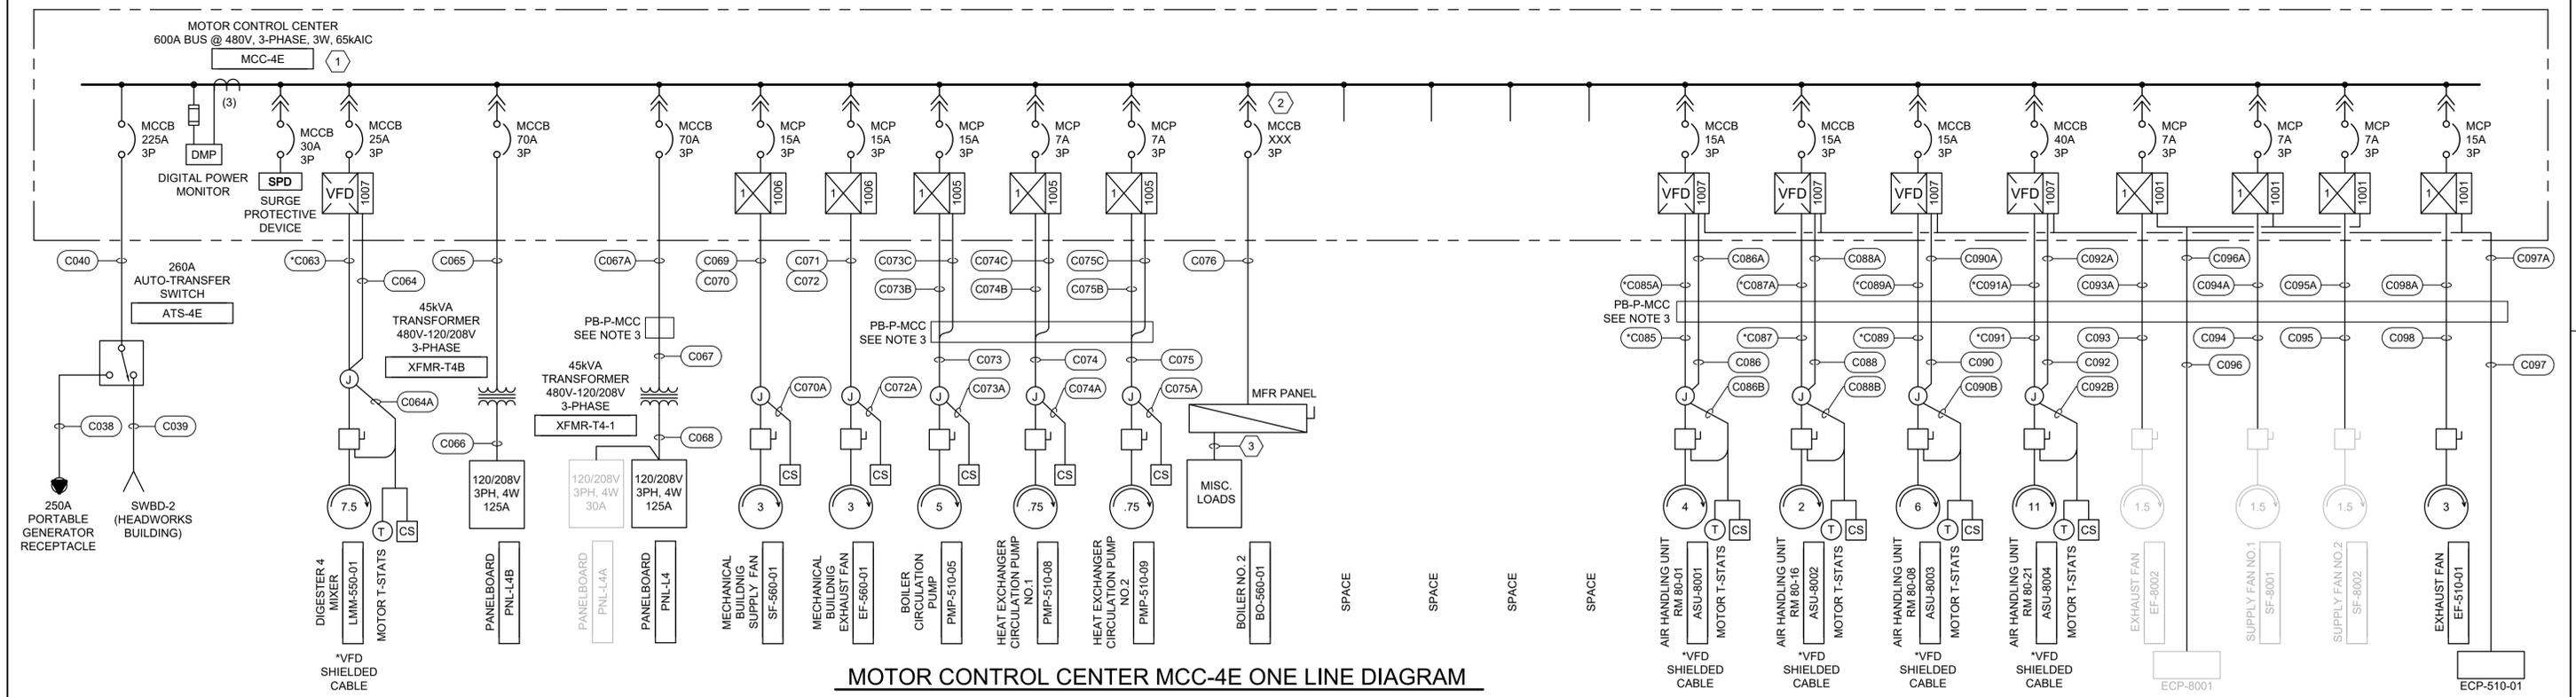 MOTOR CONTROL CENTER
600A BUS @ 480V, 3-PHASE, 3W, 65kAIC
MCC-4E
1
(3)
2
MCCB
225A
3P
DMP
DIGITAL POWER
MONITOR
MCCB
30A
3P
SPD
SURGE
PROTECTIVE
DEVICE
MCCB
25A
3P
VFD
1007
MCCB
70A
3P
MCCB
70A
3P
MCP
15A
3P
1
1006
MCP
15A
3P
1
1006
MCP
15A
3P
1
1005
MCP
7A
3P
1
1005
MCP
7A
3P
1
1005
MCCB
XXX
3P
MCCB
15A
3P
VFD
1007
MCCB
15A
3P
VFD
1007
MCCB
15A
3P
VFD
1007
MCCB
40A
3P
VFD
1007
MCP
7A
3P
1
1001
MCP
7A
3P
1
1001
MCP
7A
3P
1
1001
MCP
15A
3P
1
1001
C040
260A
AUTO-TRANSFER
SWITCH
ATS-4E
C038
C039
250A
PORTABLE
GENERATOR
RECEPTACLE
SWBD-2
(HEADWORKS
BUILDING)
*C063
C064
J
C064A
7.5
T
CS
DIGESTER 4
MIXER
LMM-550-01
MOTOR T-STATS
*VFD
SHIELDED
CABLE
C065
45kVA
TRANSFORMER
480V-120/208V
3-PHASE
XFMR-T4B
C066
120/208V
3PH, 4W
125A
PANELBOARD
PNL-L4B
C067A
PB-P-MCC
SEE NOTE 3
C067
45kVA
TRANSFORMER
480V-120/208V
3-PHASE
XFMR-T4-1
C068
120/208V
3PH, 4W
30A
PANELBOARD
PNL-L4A
120/208V
3PH, 4W
125A
PANELBOARD
PNL-L4
C069
C070
J
C070A
CS
3
MECHANICAL
BUILDNIG
SUPPLY FAN
SF-560-01
C071
C072
J
C072A
CS
3
MECHANICAL
BUILDNIG
EXHAUST FAN
EF-560-01
C073C
C073B
PB-P-MCC
SEE NOTE 3
C073
C073A
J
CS
5
BOILER
CIRCULATION
PUMP
PMP-510-05
C074C
C074B
C074
C074A
J
CS
.75
HEAT EXCHANGER
CIRCULATION PUMP
NO.1
PMP-510-08
C075C
C075B
C075
C075A
J
CS
.75
HEAT EXCHANGER
CIRCULATION PUMP
NO.2
PMP-510-09
C076
MFR PANEL
3
MISC.
LOADS
BOILER NO. 2
BO-5660-01
SPACE
SPACE
SPACE
SPACE
C086A
*C085A
PB-P-MCC
SEE NOTE 3
*C085
C086
C086B
J
4
T
CS
AIR HANDLING UNIT
RM 80-01
ASU-8001
MOTOR T-STATS
*VFD
SHIELDED
CABLE
C088A
*C087A
*C087
C088
C088B
J
2
T
CS
AIR HANDLING UNIT
RM 80-16
ASU-8002
MOTOR T-STATS
*VFD
SHIELDED
CABLE
C090A
*C089A
*C089
C090
C090B
J
6
T
CS
AIR HANDLING UNIT
RM 80-08
ASU-8003
MOTOR T-STATS
*VFD
SHIELDED
CABLE
C092A
*C091A
*C091
C092
C092B
J
11
T
CS
AIR HANDLING UNIT
RM 80-21
ASU-8004
MOTOR T-STATS
*VFD
SHIELDED
CABLE
C093A
C093
1.5
EXHAUST FAN
EF-8002
C096A
C096
ECP-8001
C094A
C094
1.5
SUPPLY FAN NO.1
SF-8001
C095A
C095
1.5
SUPPLY FAN NO.2
SF-8002
C098A
C098
3
EXHAUST FAN
EF-510-01
C097A
C097
ECP-510-01
MOTOR CONTROL CENTER MCC-4E ONE LINE DIAGRAM